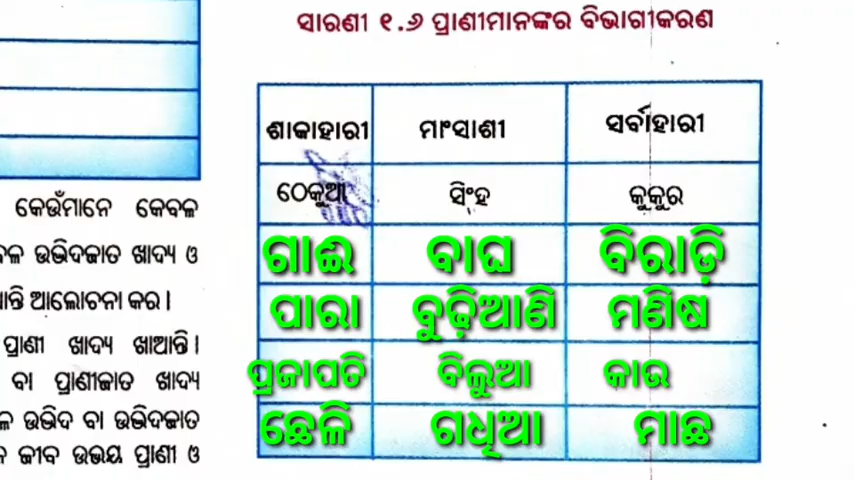 ସାରଣୀ ୧.୬ ପ୍ରାଣୀମାନଙ୍କର ବିଭାଗୀକରଣ
ଶାକାହାରୀ ମାଂସାଶୀ ସର୍ବାହାରୀ
ଠେକୁଆ ସିଂହ କୁକୁର
ଗାଈ ବାଘ ବିରାଡ଼ି
ପାରା ବୁଢ଼ିଆଣି ମଣିଷ
ପ୍ରଜାପତି ବିଲୁଆ କାଉ
ଛେଳି ଗଧିଆ ମାଛ
କେଉଁମାନେ କେବଳ
ଉଦ୍ଭିଦଜାତ ଖାଦ୍ୟ ଓ
ଆଲୋଚନା କର।
ପ୍ରାଣୀ ଖାଦ୍ୟ ଖାଆନ୍ତି।
ବା ପ୍ରାଣୀଜାତ ଖାଦ୍ୟ
ଉଦ୍ଭିଦ ବା ଉଦ୍ଭିଦଜାତ
ଜୀବ ଉଭୟ ପ୍ରାଣୀ ଓ